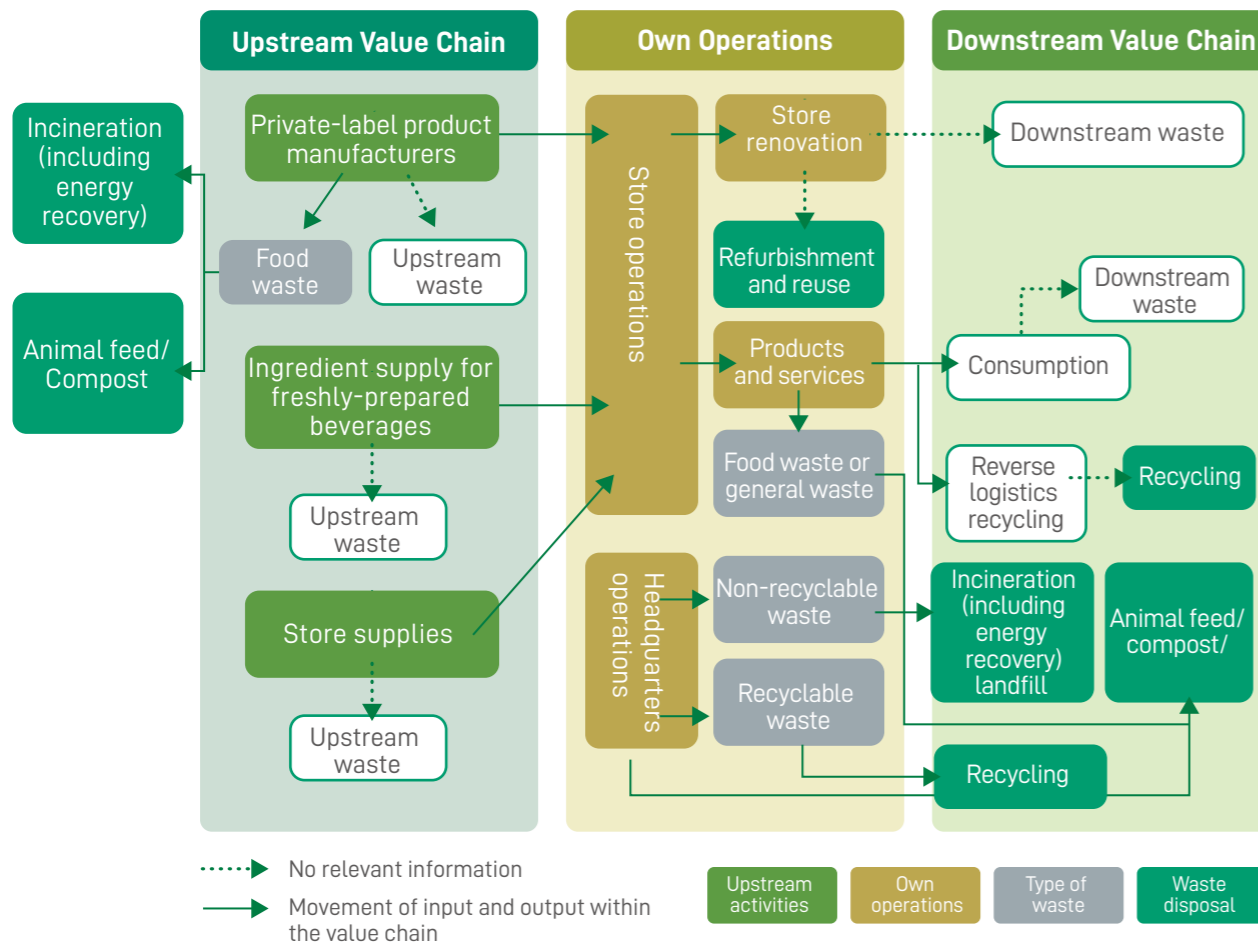 Upstream Value Chain
Own Operations
Downstream Value Chain
Incineration
(including
energy
recovery)
Animal feed/
Compost
Private-label product
manufacturers
Food
waste
Upstream
waste
Ingredient supply for
freshly-prepared
beverages
Upstream
waste
Store supplies
Upstream
waste
Store operations
Store
renovation
Refurbishment
and reuse
Products
and services
Food waste or
general waste
Headquarters
operations
Non-recyclable
waste
Recyclable
waste
Downstream waste
Downstream
waste
Consumption
Reverse
logistics
recycling
Recycling
Incineration
(including
energy
recovery)
landfill
Animal feed/
compost/
Recycling
No relevant information
Movement of input and output within
the value chain
Upstream
activities
Own
operations
Type of
waste
Waste
disposal